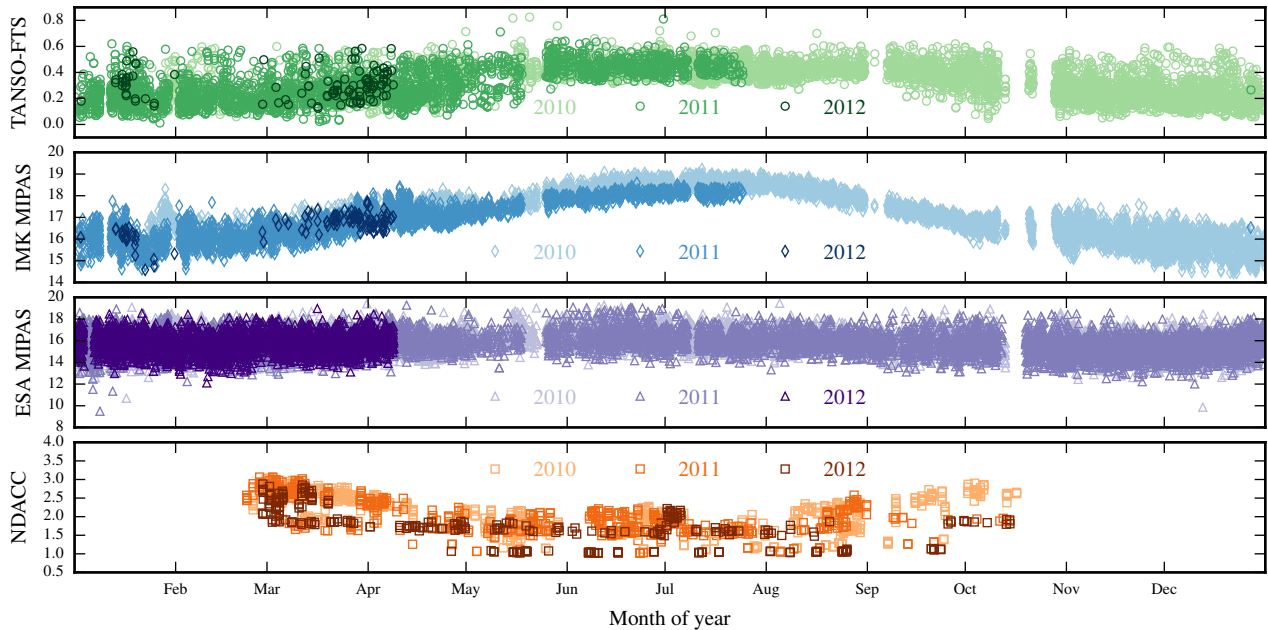 TANSO-FTS
0.8
0.6
0.4
0.2
0.0
2010 2011 2012
IMK MIPAS
20
19
18
17
16
15
14
2010 2011 2012
ESA MIPAS
20
18
16
14
12
10
8
2010 2011 2012
NDACC
4.0
3.5
3.0
2.5
2.0
1.5
1.0
0.5
2010 2011 2012
Feb Mar Apr May Jun Jul Aug Sep Oct Nov Dec
Month of year